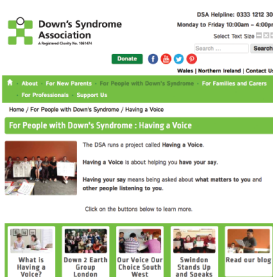 DSA Helpline: 0333 1212 30
Down's Syndrome
Association
A Registered Charity No. 1061474
Monday to Friday 10:00am - 4:00p
Select Text Size
Search ... Search
Donate
Wales | Northern Ireland | Contact U
About For New Parents For People with Down's Syndrome For Families and Carers
For Professionals Support Us
Home / For People with Down's Syndrome / Having a Voice
For People with Down's Syndrome : Having a Voice
The DSA runs a project called Having a Voice.
Having a Voice is about helping you have your say.
Having your say means being asked about what matters to you and
other people listening to you.
Click on the buttons below to learn more.
What is
Having a
Voice?
Down 2 Earth
Group
London
Our Voice Our
Choice South
West
Swindon
Stands Up
and Speaks
Read our blog